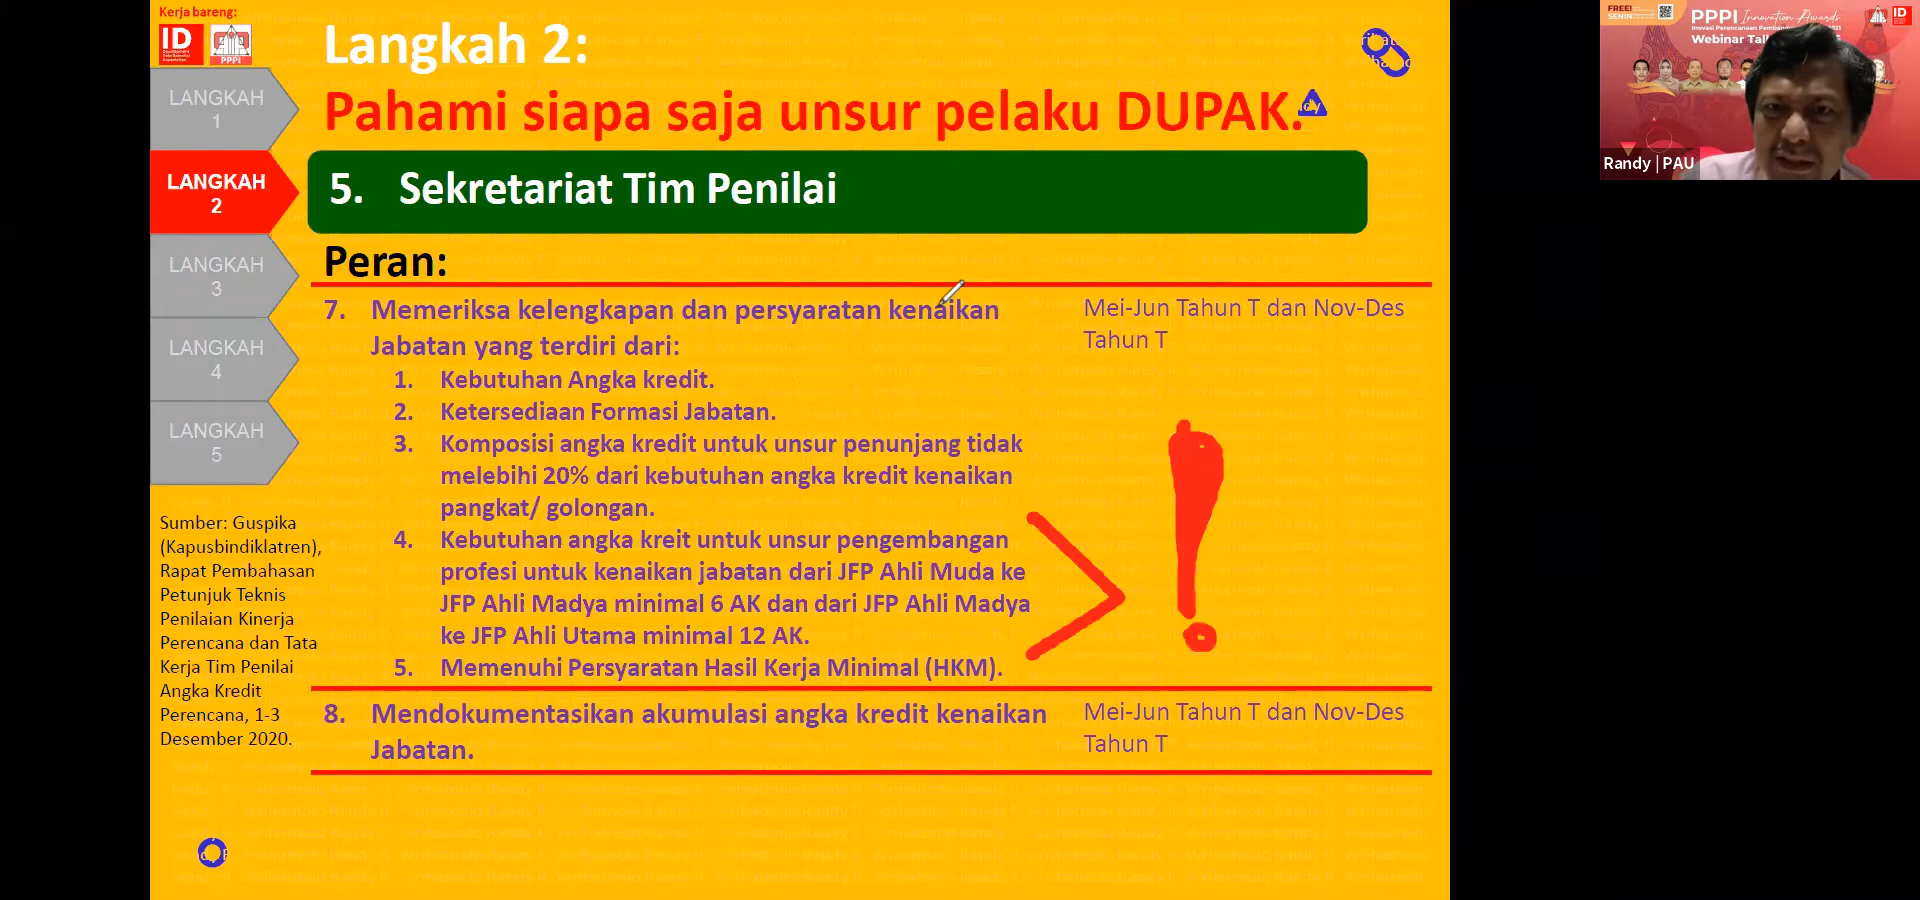 Kerja bareng:
ID
PPPI
LANGKAH
1
LANGKAH
2
LANGKAH
3
LANGKAH
4
LANGKAH
5
Sumber: Guspika
(Kapusbindiklatren),
Rapat Pembahasan
Petunjuk Teknis
Penilaian Kinerja
Perencana dan Tata
Kerja Tim Penilai
Angka Kredit
Perencana, 1-3
Desember 2020.
Langkah 2:
Pahami siapa saja unsur pelaku DUPAK.
5. Sekretariat Tim Penilai
Peran:
7. Memeriksa kelengkapan dan persyaratan kenaikan
Jabatan yang terdiri dari:
1. Kebutuhan Angka kredit.
2. Ketersediaan Formasi Jabatan.
3. Komposisi angka kredit untuk unsur penunjang tidak
melebihi 20% dari kebutuhan angka kredit kenaikan
pangkat/ golongan.
4. Kebutuhan angka kreit untuk unsur pengembangan
profesi untuk kenaikan jabatan dari JFP Ahli Muda ke
JFP Ahli Madya minimal 6 AK dan dari JFP Ahli Madya
ke JFP Ahli Utama minimal 12 AK.
5. Memenuhi Persyaratan Hasil Kerja Minimal (HKM).
Mei-Jun Tahun T dan Nov-Des
Tahun T
8. Mendokumentasikan akumulasi angka kredit kenaikan
Jabatan.
Mei-Jun Tahun T dan Nov-Des
Tahun T
FREE!
SENIN
PPPI Innovation Awards
Inovasi Perencanaan
Webinar
ID
Randy | PAU